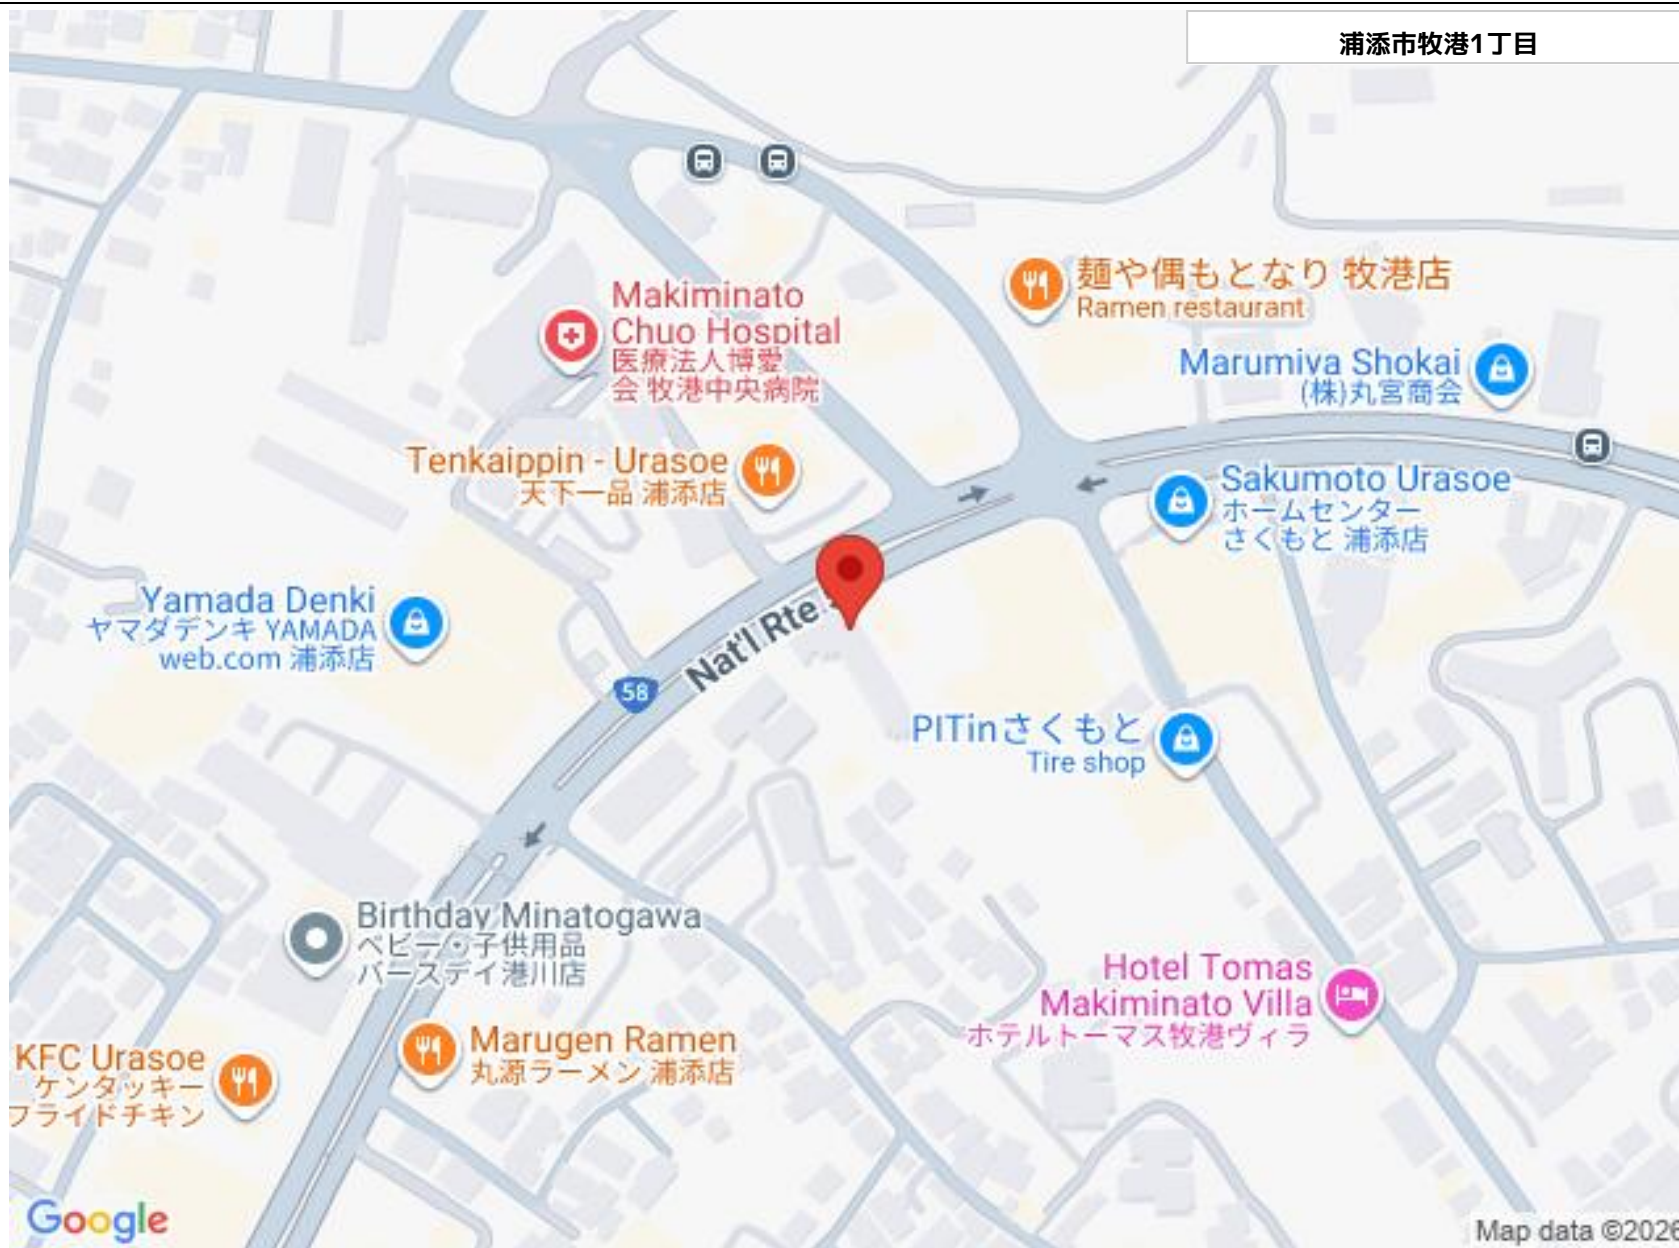 浦添市牧港1丁目
麺や偶もとなり 牧港店
Ramen restaurant
Makiminato
Chuo Hospital
医療法人博愛
会 牧港中央病院
Marumiya Shokai
(株)丸宮商会
Tenkaippin - Urasoe
天下一品 浦添店
Sakumoto Urasoe
ホームセンター
さくもと 浦添店
Yamada Denki
ヤマダデンキ YAMADA
web.com 浦添店
Nat'l Rte
58
PITinさくもと
Tire shop
Birthday Minatogawa
ベビー・子供用品
バースデイ港川店
Hotel Tomas
Makiminato Villa
ホテルトーマス牧港ヴィラ
Marugen Ramen
丸源ラーメン 浦添店
KFC Urasoe
ケンタッキー
フライドチキン
Google
Map data ©2026